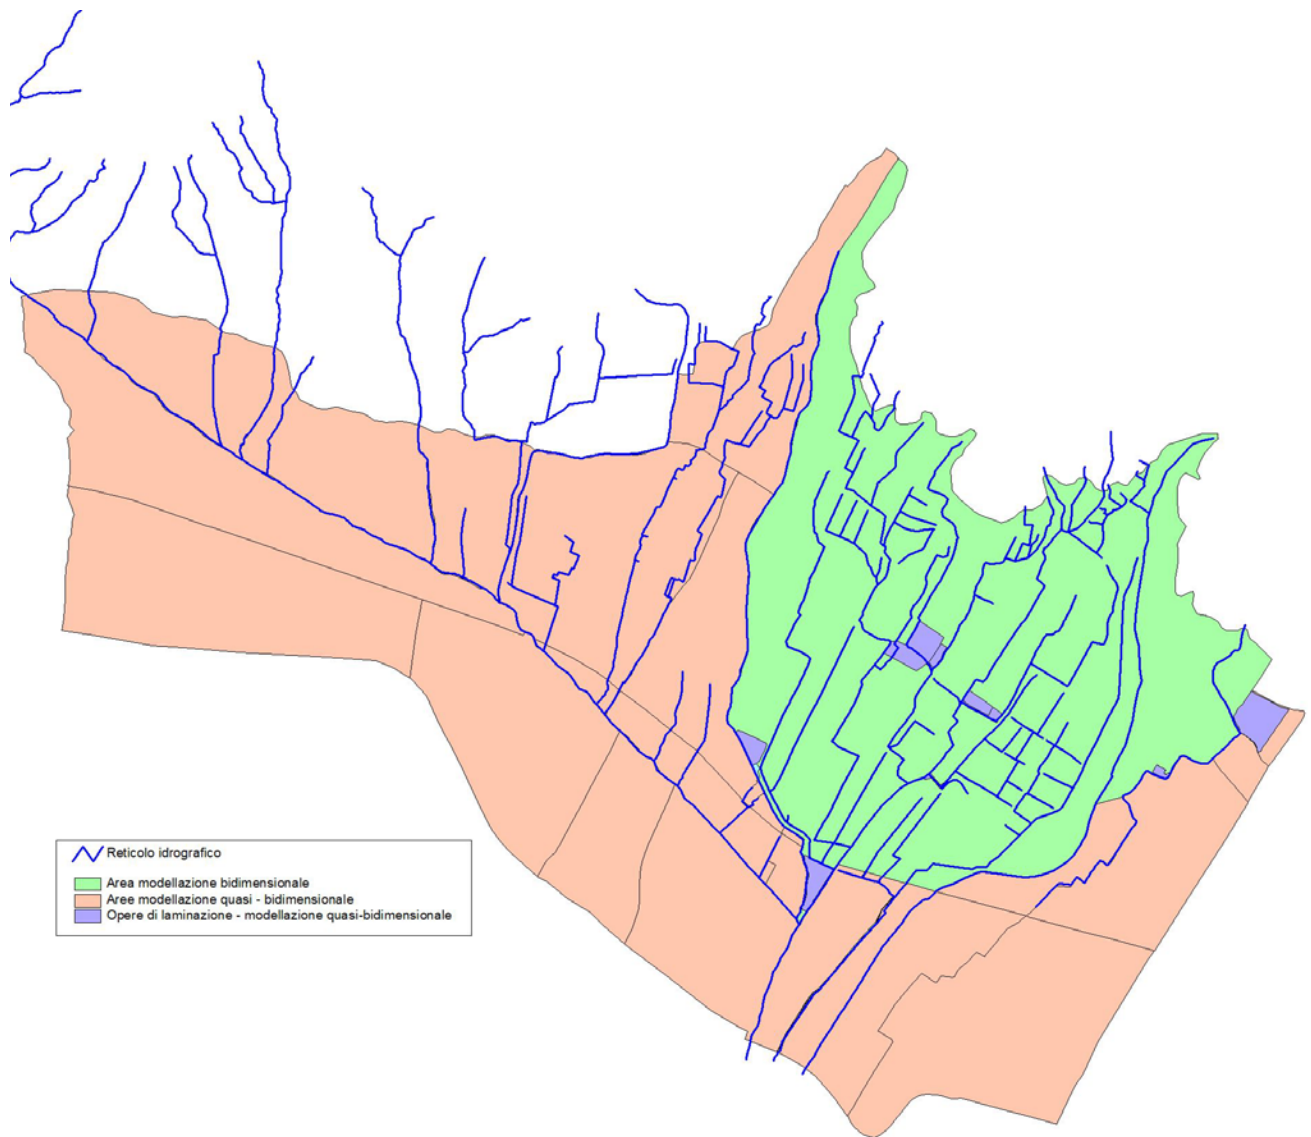 Reticolo idrografico
Area modellazione bidimensionale
Aree modellazione quasi - bidimensionale
Opere di laminazione - modellazione quasi-bidimensionale